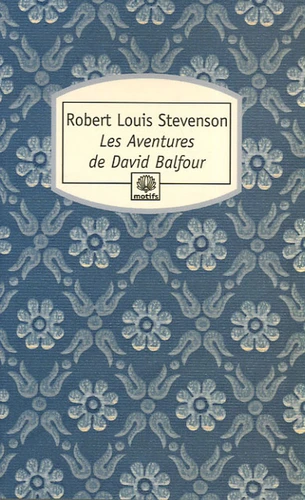 Robert Louis Stevenson
Les Aventures
de David Balfour
motifs